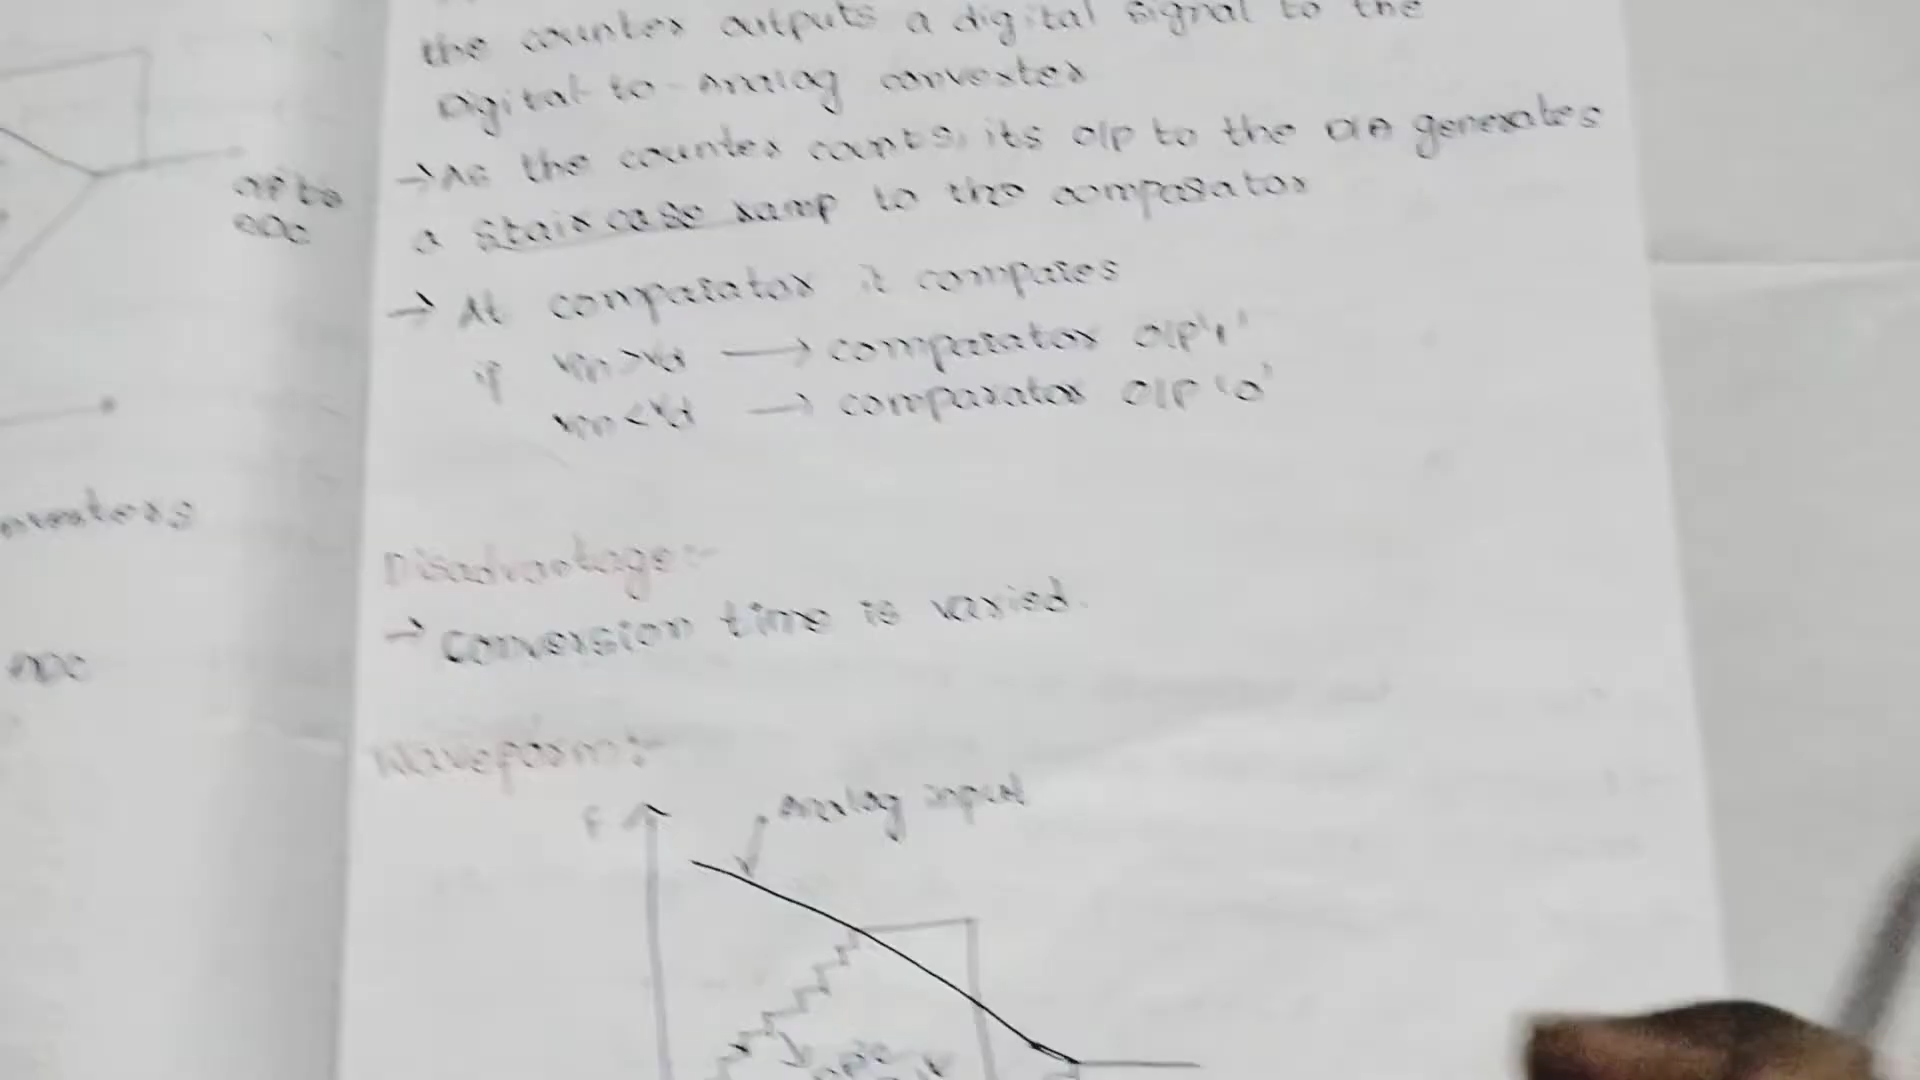 the counter outputs a digital signal to the
Digital-to-Analog converter
→ As the counter counts, its O/P to the D/A generates
a staircase ramp to the comparator
→ At comparator it compares
if Vin > Vd → comparator O/P '1'
Vin < Vd → comparator O/P '0'
Disadvantage:-
→ Conversion time is varied.
Waveform:-
Analog input
ADC